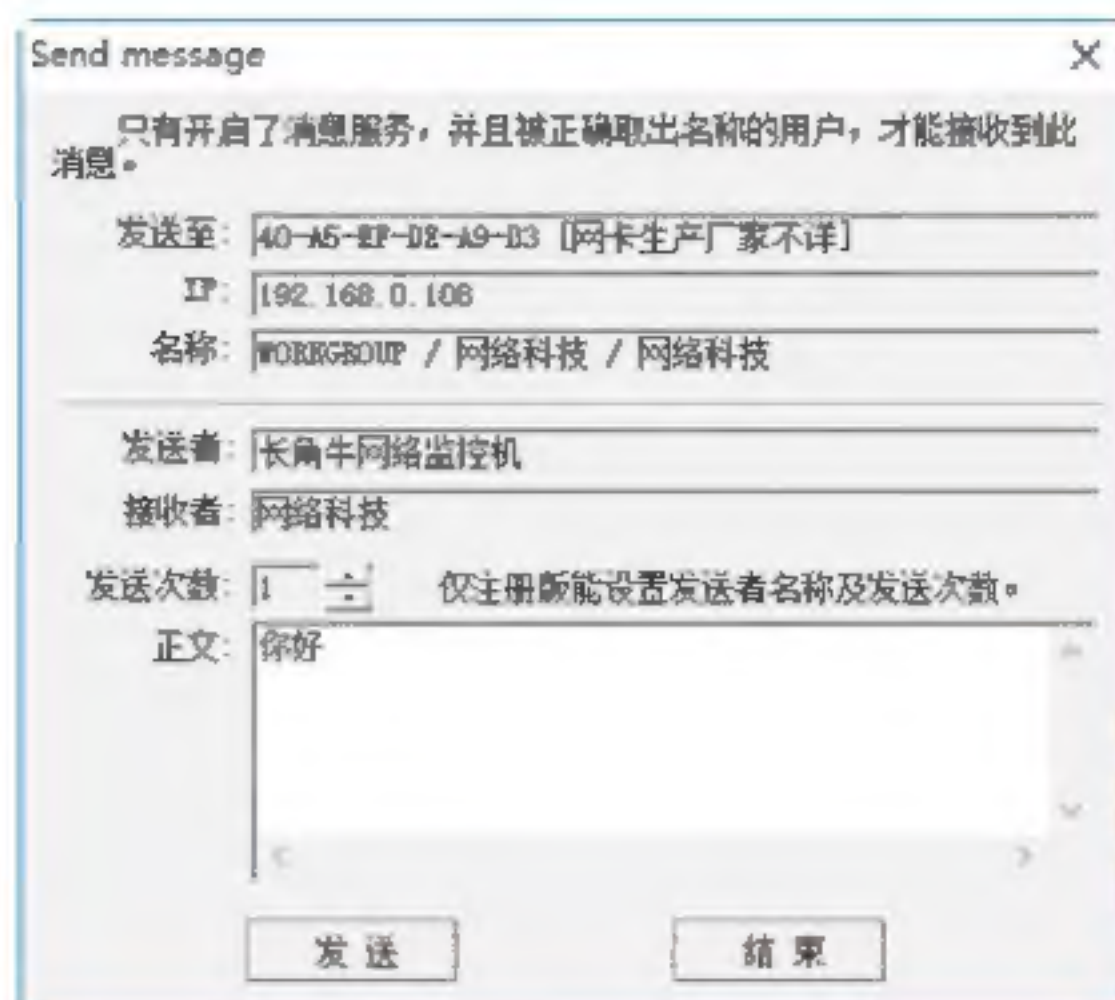 Send message
只有开启了消息服务，并且被正确取出名称的用户，才能接收到此
消息。
发送至: 40-A5-EF-D2-A9-D3 [网卡生产厂家不详]
IP: 192.168.0.108
名称: WORKGROUP / 网络科技 / 网络科技
发送者: 长角牛网络监控机
接收者: 网络科技
发送次数: 1 仅注册版能设置发送者名称及发送次数。
正文: 你好
发 送 结 果